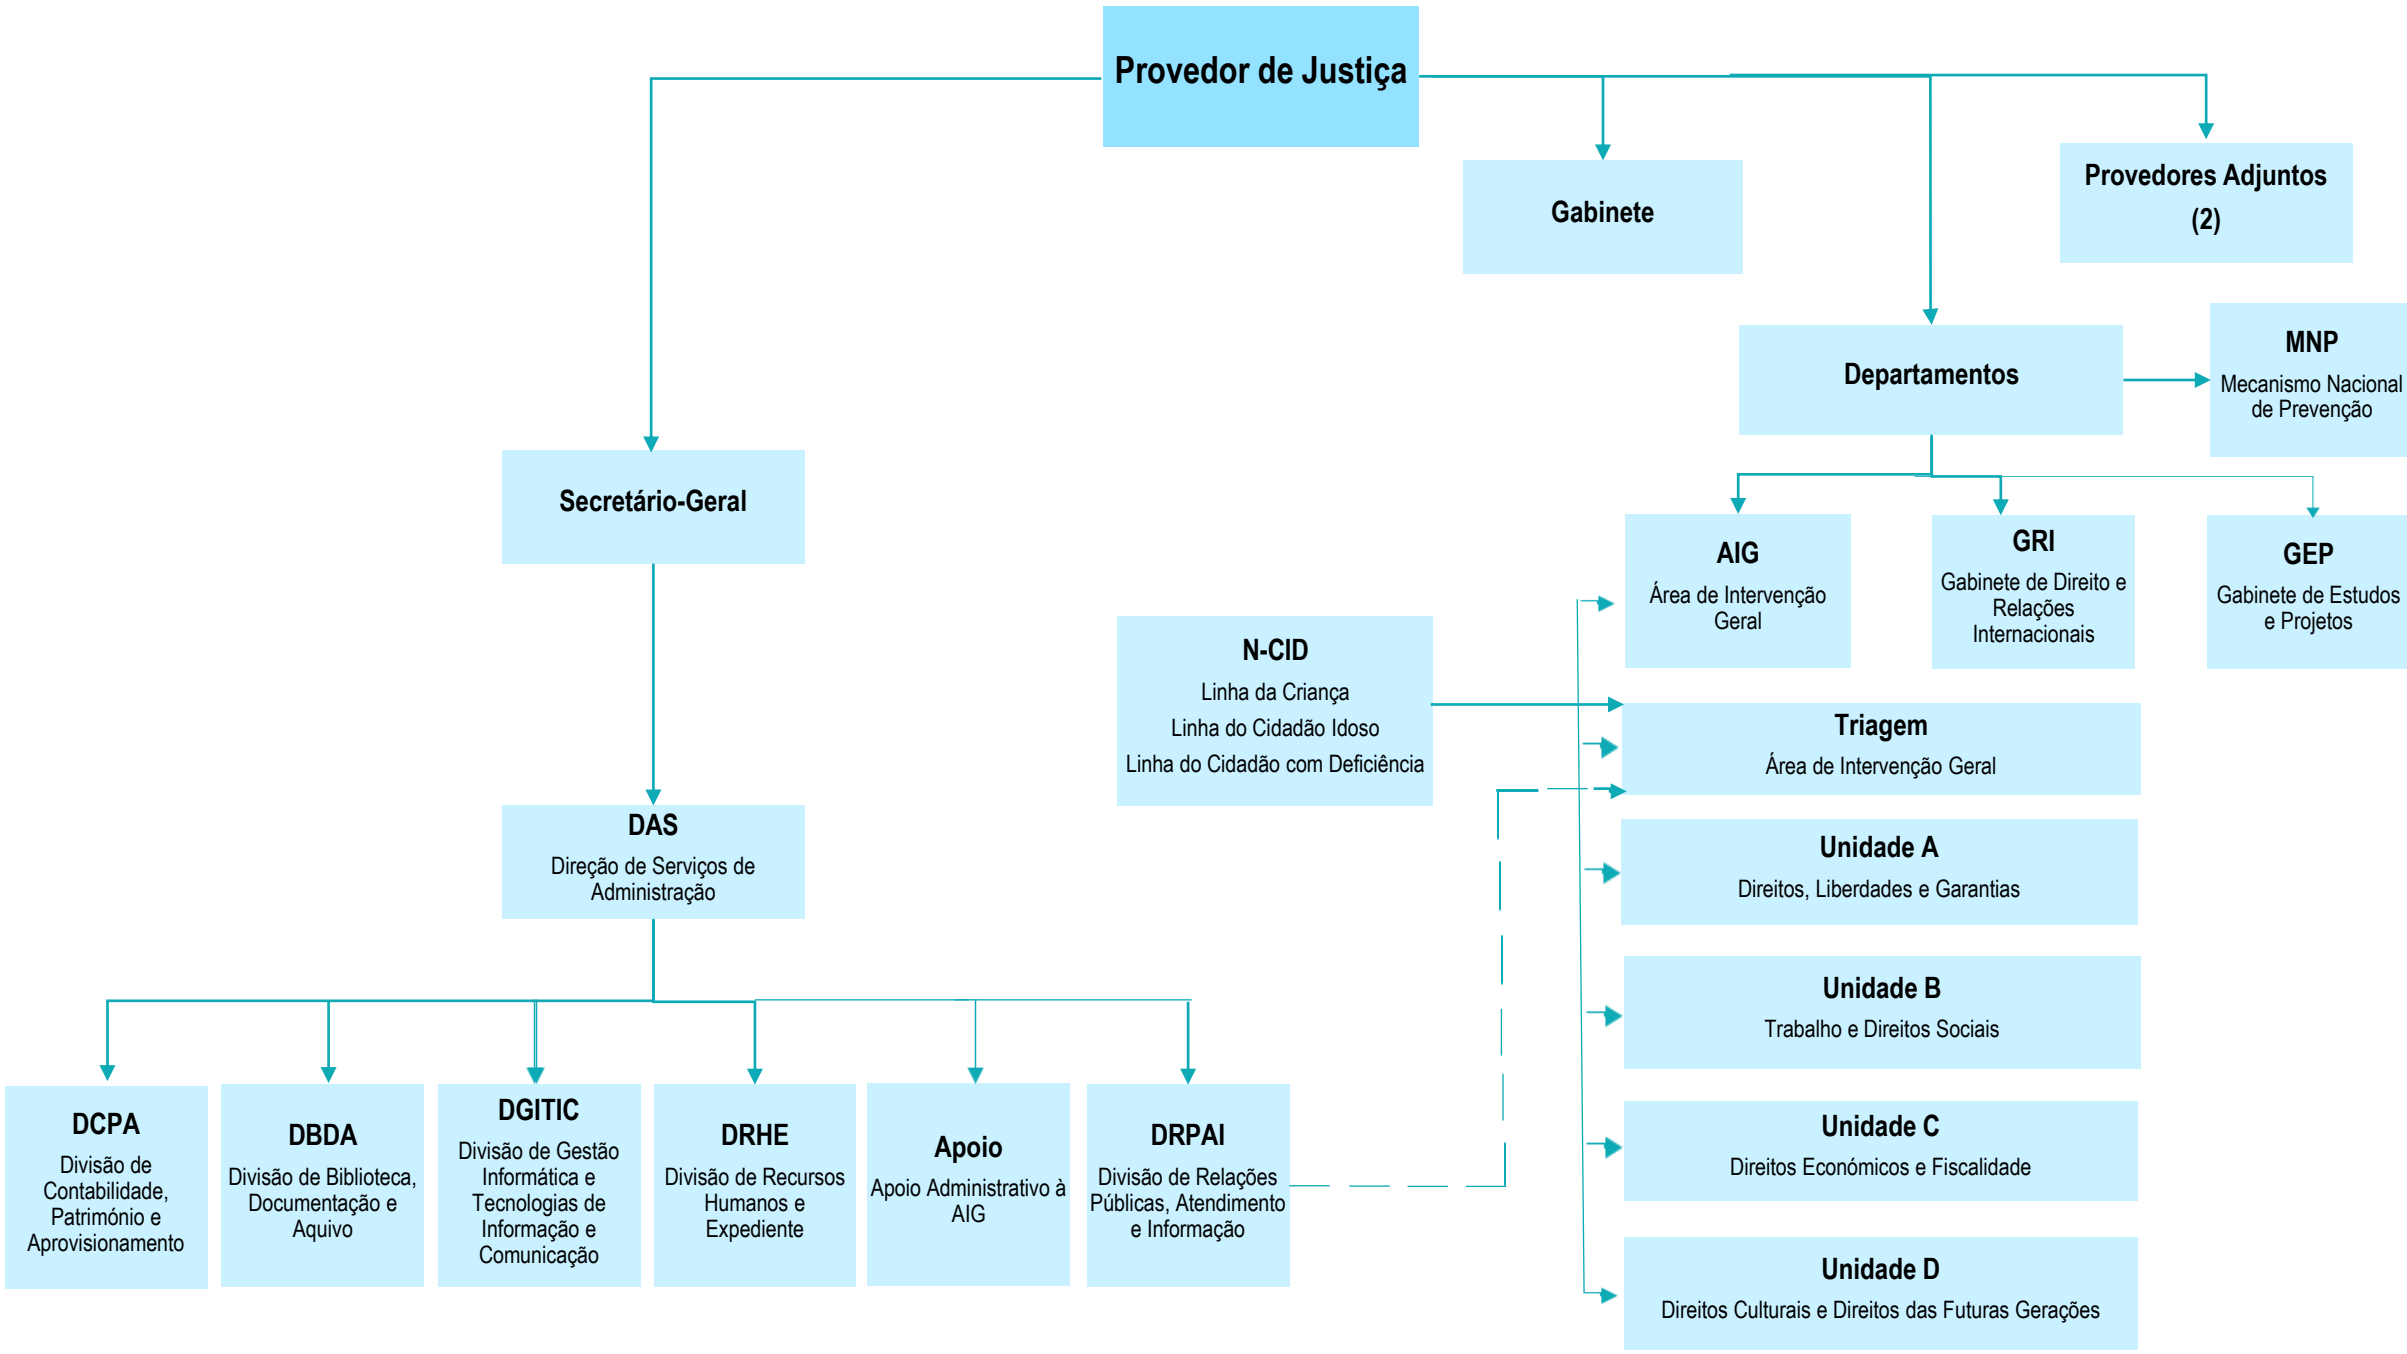 Provedor de Justiça
Gabinete
Provedores Adjuntos
(2)
Departamentos
MNP
Mecanismo Nacional
de Prevenção
Secretário-Geral
AIG
Área de Intervenção
Geral
GRI
Gabinete de Direito e
Relações
Internacionais
GEP
Gabinete de Estudos
e Projetos
N-CID
Linha da Criança
Linha do Cidadão Idoso
Linha do Cidadão com Deficiência
Triagem
Área de Intervenção Geral
DAS
Direção de Serviços de
Administração
Unidade A
Direitos, Liberdades e Garantias
Unidade B
Trabalho e Direitos Sociais
Unidade C
Direitos Económicos e Fiscalidade
Unidade D
Direitos Culturais e Direitos das Futuras Gerações
DCPA
Divisão de
Contabilidade,
Património e
Aprovisionamento
DBDA
Divisão de Biblioteca,
Documentação e
Aquivo
DGITIC
Divisão de Gestão
Informática e
Tecnologias de
Informação e
Comunicação
DRHE
Divisão de Recursos
Humanos e
Expediente
Apoio
Apoio Administrativo à
AIG
DRPAI
Divisão de Relações
Públicas, Atendimento
e Informação